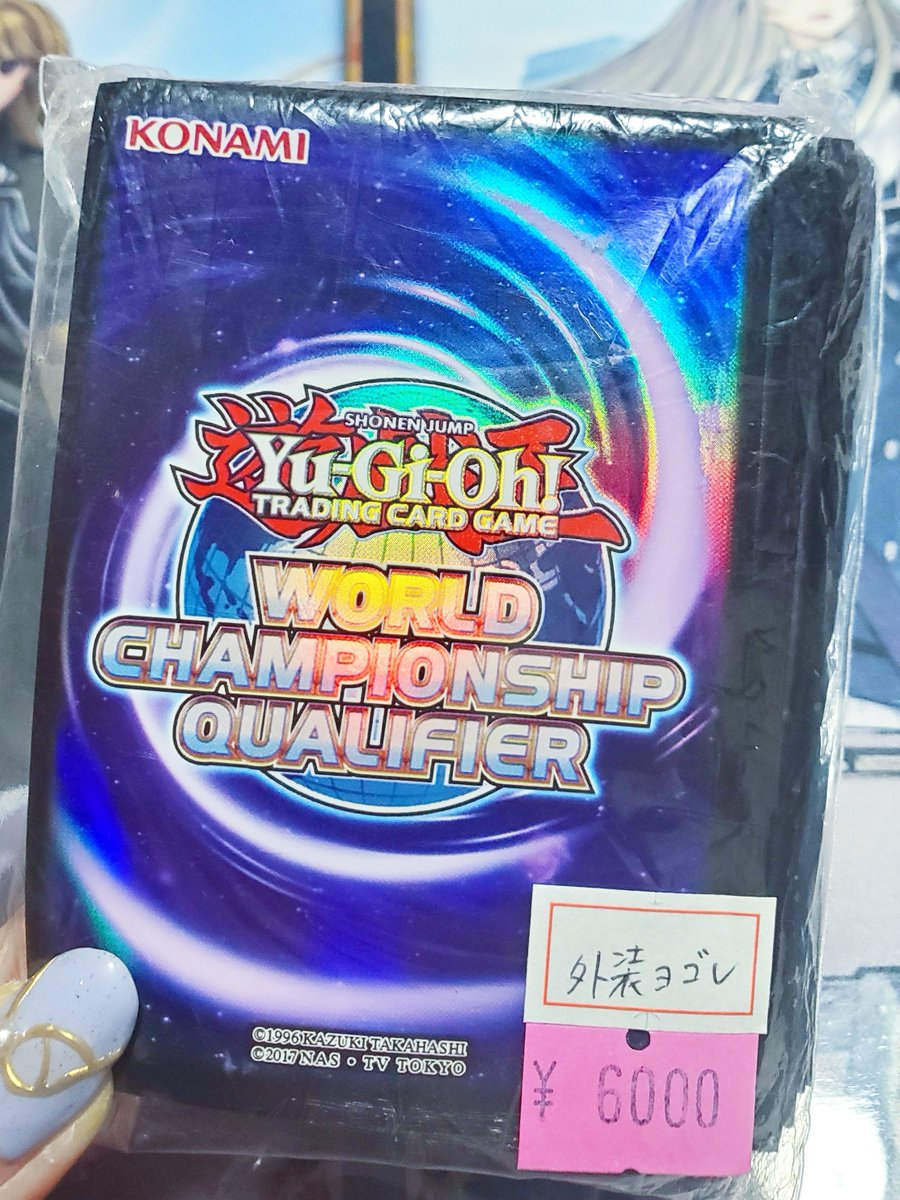 KONAMI
遊戯王
SHONEN JUMP
Yu-Gi-Oh!
TRADING CARD GAME
WORLD
CHAMPIONSHIP
QUALIFIER
外装ヨゴレ
©1996 KAZUKI TAKAHASHI
©2017 NAS・TV TOKYO
¥ 6000